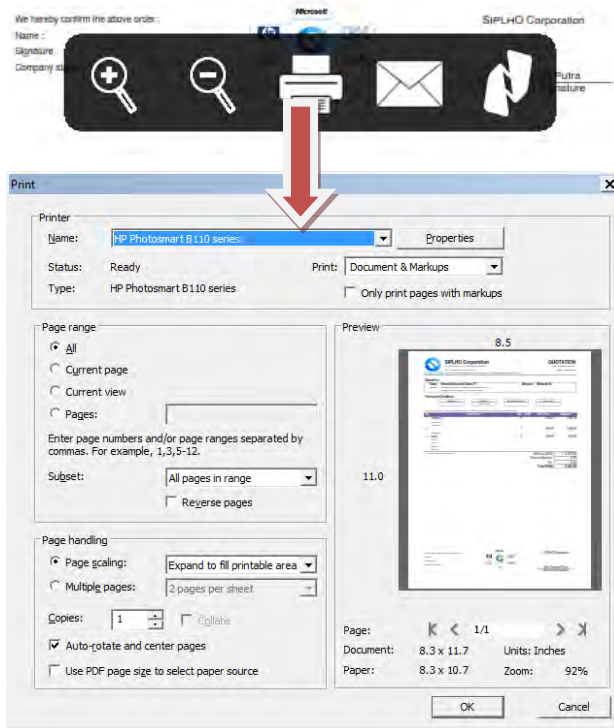 We hereby confirm the above order.
Name :
Signature
Company
Microsoft
SIPLHO Corporation
Putra
nature
Print
Printer
Name: HP Photosmart B110 series Properties
Status: Ready Print: Document & Markups
Type: HP Photosmart B110 series Only print pages with markups
Page range
All
Current page
Current view
Pages:
Enter page numbers and/or page ranges separated by
commas. For example, 1,3,5-12.
Subset: All pages in range
Reverse pages
Page handling
Page scaling: Expand to fill printable area
Multiple pages: 2 pages per sheet
Copies: 1 Collate
Auto-rotate and center pages
Use PDF page size to select paper source
Preview
8.5
11.0
SIPLHO Corporation QUOTATION
Page: 1/1
Document: 8.3 x 11.7 Units: Inches
Paper: 8.3 x 10.7 Zoom: 92%
OK Cancel